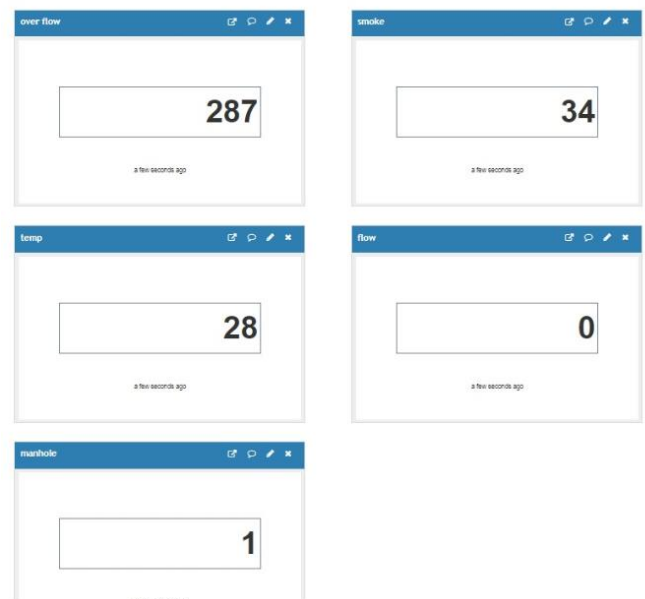 over flow
287
a few seconds ago
smoke
34
a few seconds ago
temp
28
a few seconds ago
flow
0
a few seconds ago
manhole
1